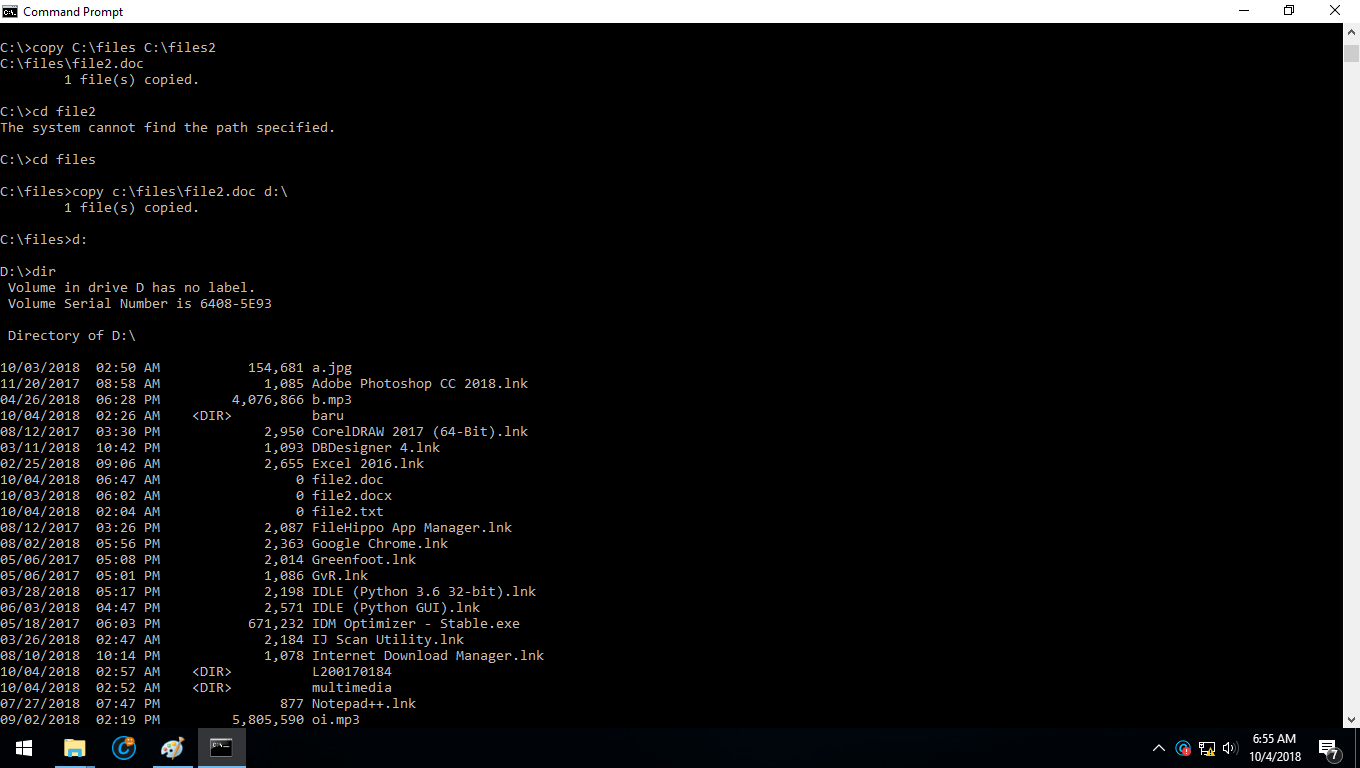 Command Prompt
C:\>copy C:\files C:\files2
C:\files\file2.doc
        1 file(s) copied.
C:\>cd file2
The system cannot find the path specified.
C:\>cd files
C:\files>copy c:\files\file2.doc d:\
        1 file(s) copied.
C:\files>d:
D:\>dir
 Volume in drive D has no label.
 Volume Serial Number is 6408-5E93
 Directory of D:\
10/03/2018  02:50 AM           154,681 a.jpg
11/20/2017  08:58 AM             1,085 Adobe Photoshop CC 2018.lnk
04/26/2018  06:28 PM         4,076,866 b.mp3
10/04/2018  02:26 AM    <DIR>          baru
08/12/2017  03:30 PM             2,950 CorelDRAW 2017 (64-Bit).lnk
03/11/2018  10:42 PM             1,093 DBDesigner 4.lnk
02/25/2018  09:06 AM             2,655 Excel 2016.lnk
10/04/2018  06:47 AM                 0 file2.doc
10/03/2018  06:02 AM                 0 file2.docx
10/04/2018  02:04 AM                 0 file2.txt
08/12/2017  03:26 PM             2,087 FileHippo App Manager.lnk
08/02/2018  05:56 PM             2,363 Google Chrome.lnk
05/06/2017  05:08 PM             2,014 Greenfoot.lnk
05/06/2017  05:01 PM             1,086 GvR.lnk
03/28/2018  05:17 PM             2,198 IDLE (Python 3.6 32-bit).lnk
06/03/2018  04:47 PM             2,571 IDLE (Python GUI).lnk
05/18/2017  06:03 PM           671,232 IDM Optimizer - Stable.exe
03/26/2018  02:47 AM             2,184 IJ Scan Utility.lnk
08/10/2018  10:14 PM             1,078 Internet Download Manager.lnk
10/04/2018  02:57 AM    <DIR>          L200170184
10/04/2018  02:52 AM    <DIR>          multimedia
07/27/2018  07:47 PM               877 Notepad++.lnk
09/02/2018  02:19 PM         5,805,590 oi.mp3
6:55 AM
10/4/2018
7